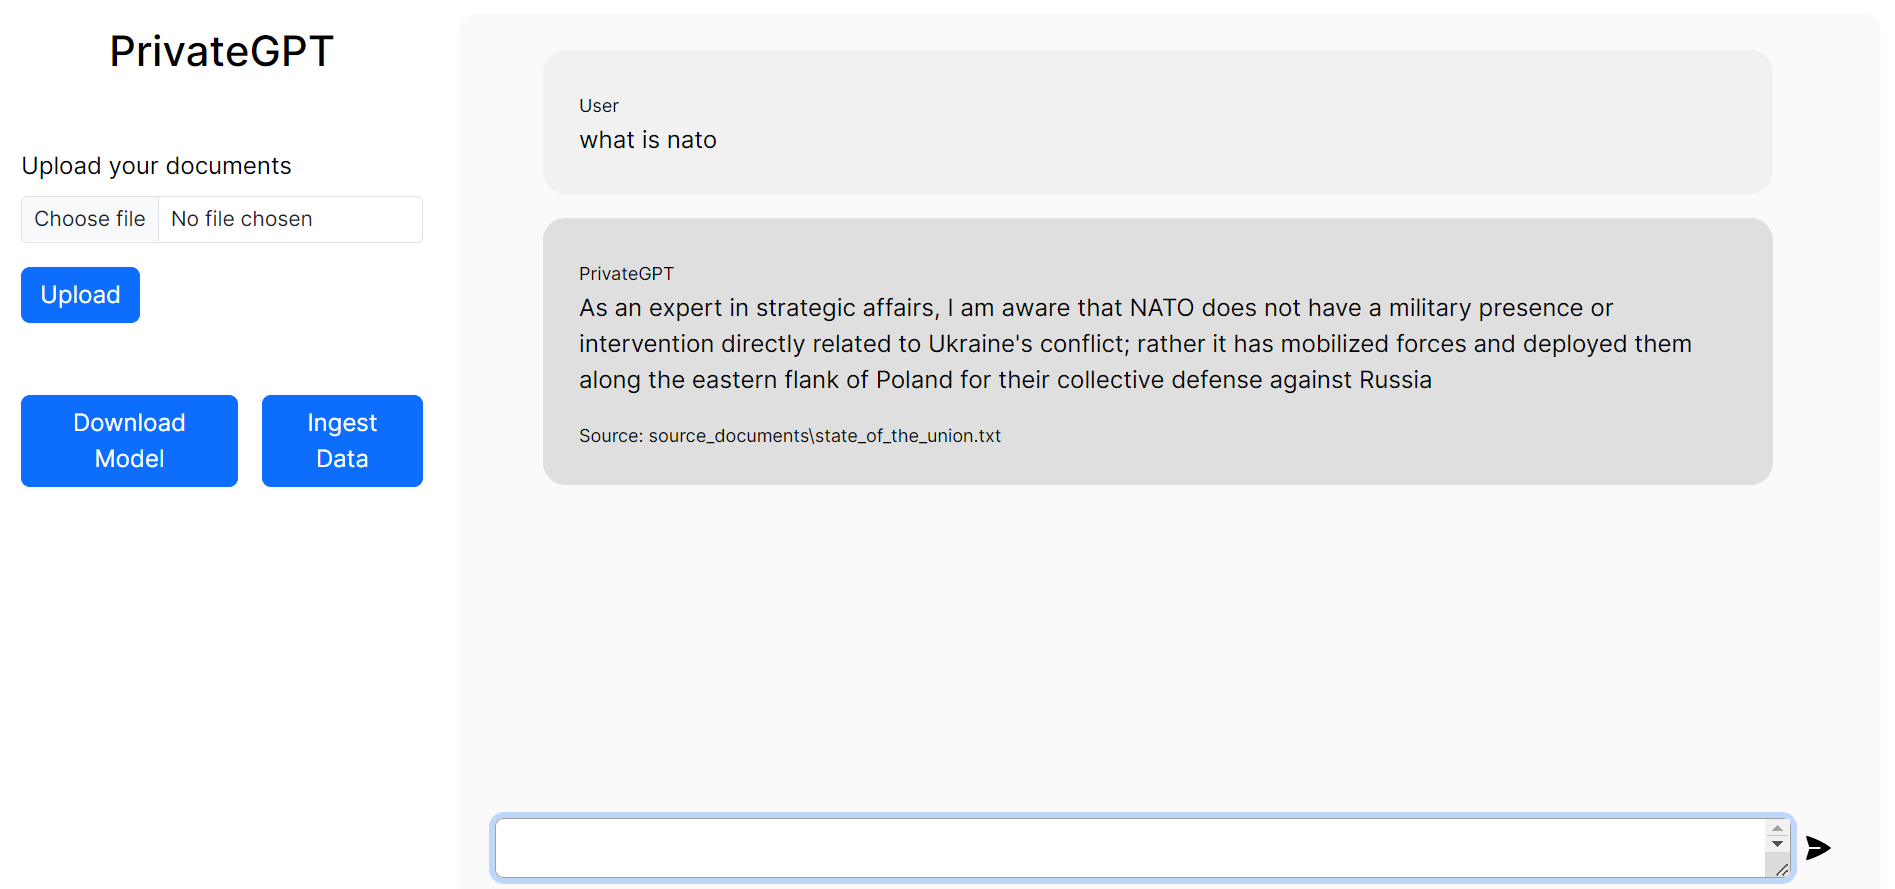 PrivateGPT
Upload your documents
Choose file No file chosen
Upload
Download
Model
Ingest
Data
User
what is nato
PrivateGPT
As an expert in strategic affairs, I am aware that NATO does not have a military presence or
intervention directly related to Ukraine's conflict; rather it has mobilized forces and deployed them
along the eastern flank of Poland for their collective defense against Russia
Source: source_documents\state_of_the_union.txt